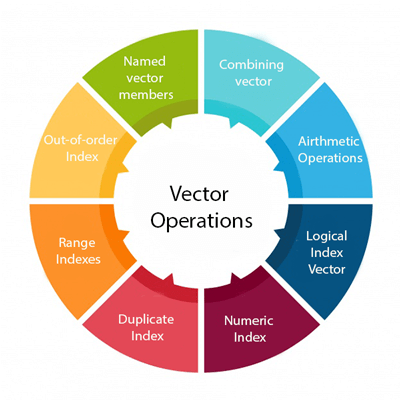 Vector
Operations
Combining
vector
Airthmetic
Operations
Logical
Index
Vector
Numeric
Index
Duplicate
Index
Range
Indexes
Out-of-order
Index
Named
vector
members